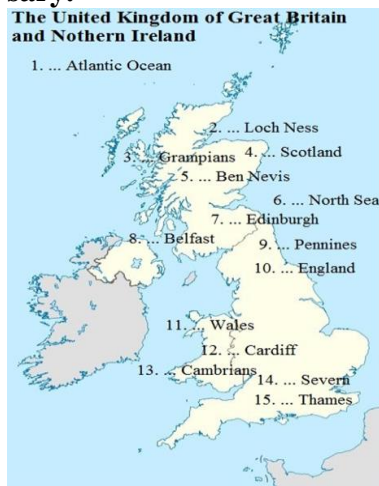 The United Kingdom of Great Britain
and Nothern Ireland
1. ... Atlantic Ocean
2. ... Loch Ness
3. ... Grampians
4. ... Scotland
5. ... Ben Nevis
6. ... North Sea
7. ... Edinburgh
8. ... Belfast
9. ... Pennines
10. ... England
11. ... Wales
12. ... Cardiff
13. ... Cambrians
14. ... Severn
15. ... Thames